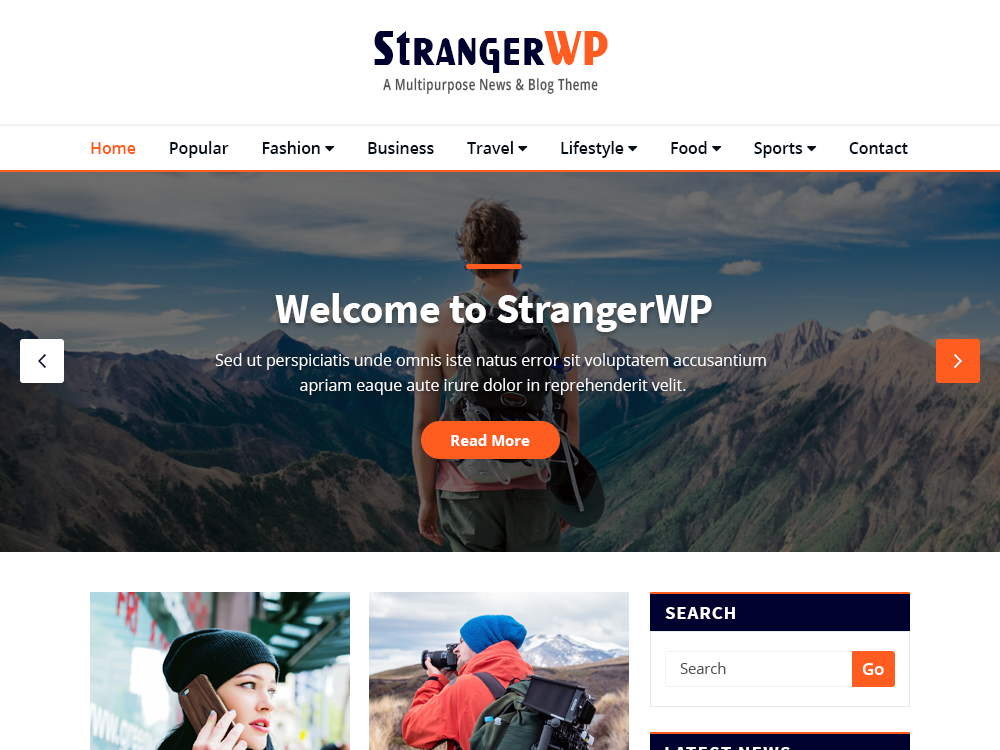 StrangerWP
A Multipurpose News & Blog Theme
Home Popular Fashion Business Travel Lifestyle Food Sports Contact
Welcome to StrangerWP
Sed ut perspiciatis unde omnis iste natus error sit voluptatem accusantium
apriam eaque aute irure dolor in reprehenderit velit.
Read More
SEARCH
Search Go
LATEST NEWS